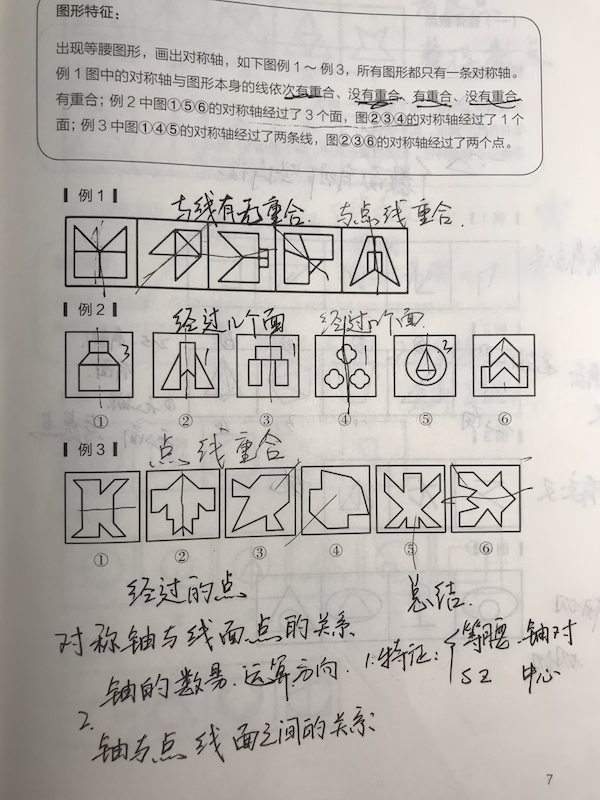 图形特征：
出现等腰图形，画出对称轴，如下图例1～例3，所有图形都只有一条对称轴。
例1图中的对称轴与图形本身的线依次有重合、没有重合、有重合、没有重合、
有重合；例2中图①⑤⑥的对称轴经过了3个面，图②③④的对称轴经过了1个
面；例3中图①④⑤的对称轴经过了两条线，图②③⑥的对称轴经过了两个点。
例1
与线有无重合. 与点线重合.
例2
经过几个面 经过几个面.
3 1 1 1 3
① ② ③ ④ ⑤ ⑥
例3
点 线 重合
① ② ③ ④ ⑤ ⑥
经过的点 总结.
对称轴与线面点的关系
轴的数量.运算方向. 1.特征: 等腰.轴对
S Z 中心
2.
轴与点 线 面之间的关系
7